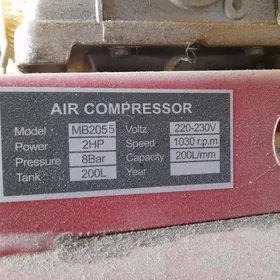 AIR COMPRESSOR
Model MB2055 Voltz 220-230V
Power 2HP Speed 1030 r.p.m
Pressure 8Bar Capacity 200L/mm
Tank 200L Year